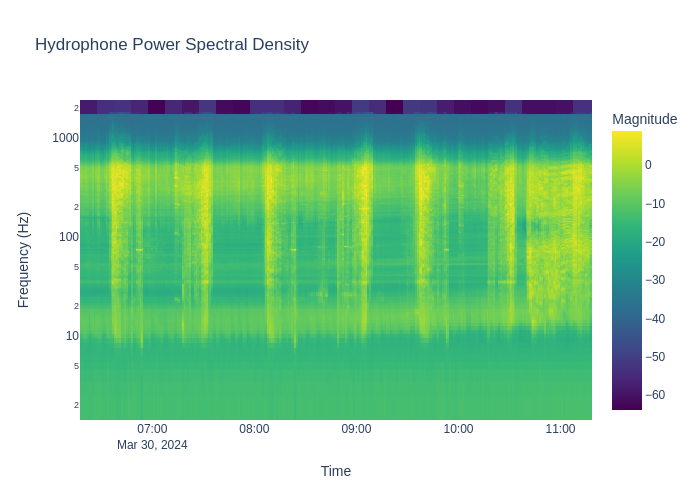 Hydrophone Power Spectral Density
Magnitude
0
−10
−20
−30
−40
−50
−60
Frequency (Hz)
2
1000
5
2
100
5
2
10
5
2
07:00 08:00 09:00 10:00 11:00
Mar 30, 2024
Time